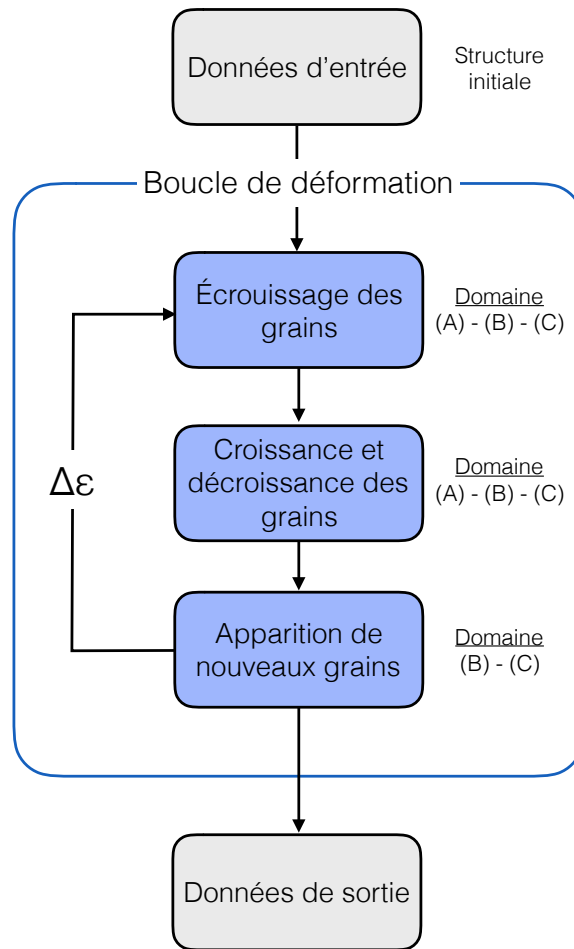 Données d'entrée
Structure
initiale
Boucle de déformation
Écrouissage des
grains
Domaine
(A) - (B) - (C)
Croissance et
décroissance des
grains
Domaine
(A) - (B) - (C)
Δε
Apparition de
nouveaux grains
Domaine
(B) - (C)
Données de sortie